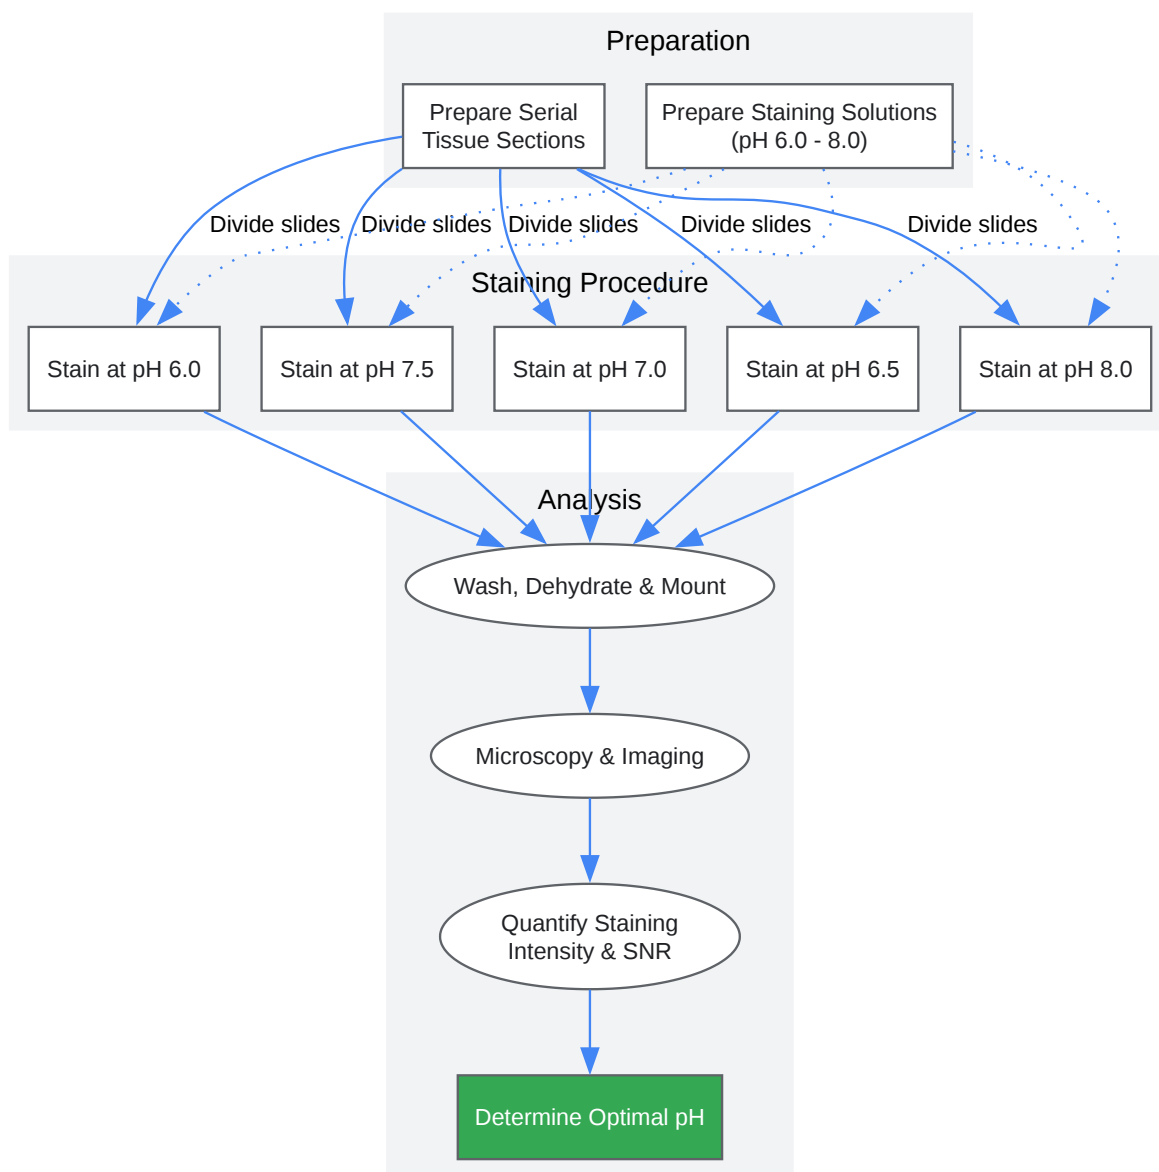 Preparation
Prepare Serial
Tissue Sections
Prepare Staining Solutions
(pH 6.0 - 8.0)
Divide slides
Divide slides
Divide slides
Divide slides
Divide slides
Staining Procedure
Stain at pH 6.0
Stain at pH 7.5
Stain at pH 7.0
Stain at pH 6.5
Stain at pH 8.0
Analysis
Wash, Dehydrate & Mount
Microscopy & Imaging
Quantify Staining
Intensity & SNR
Determine Optimal pH